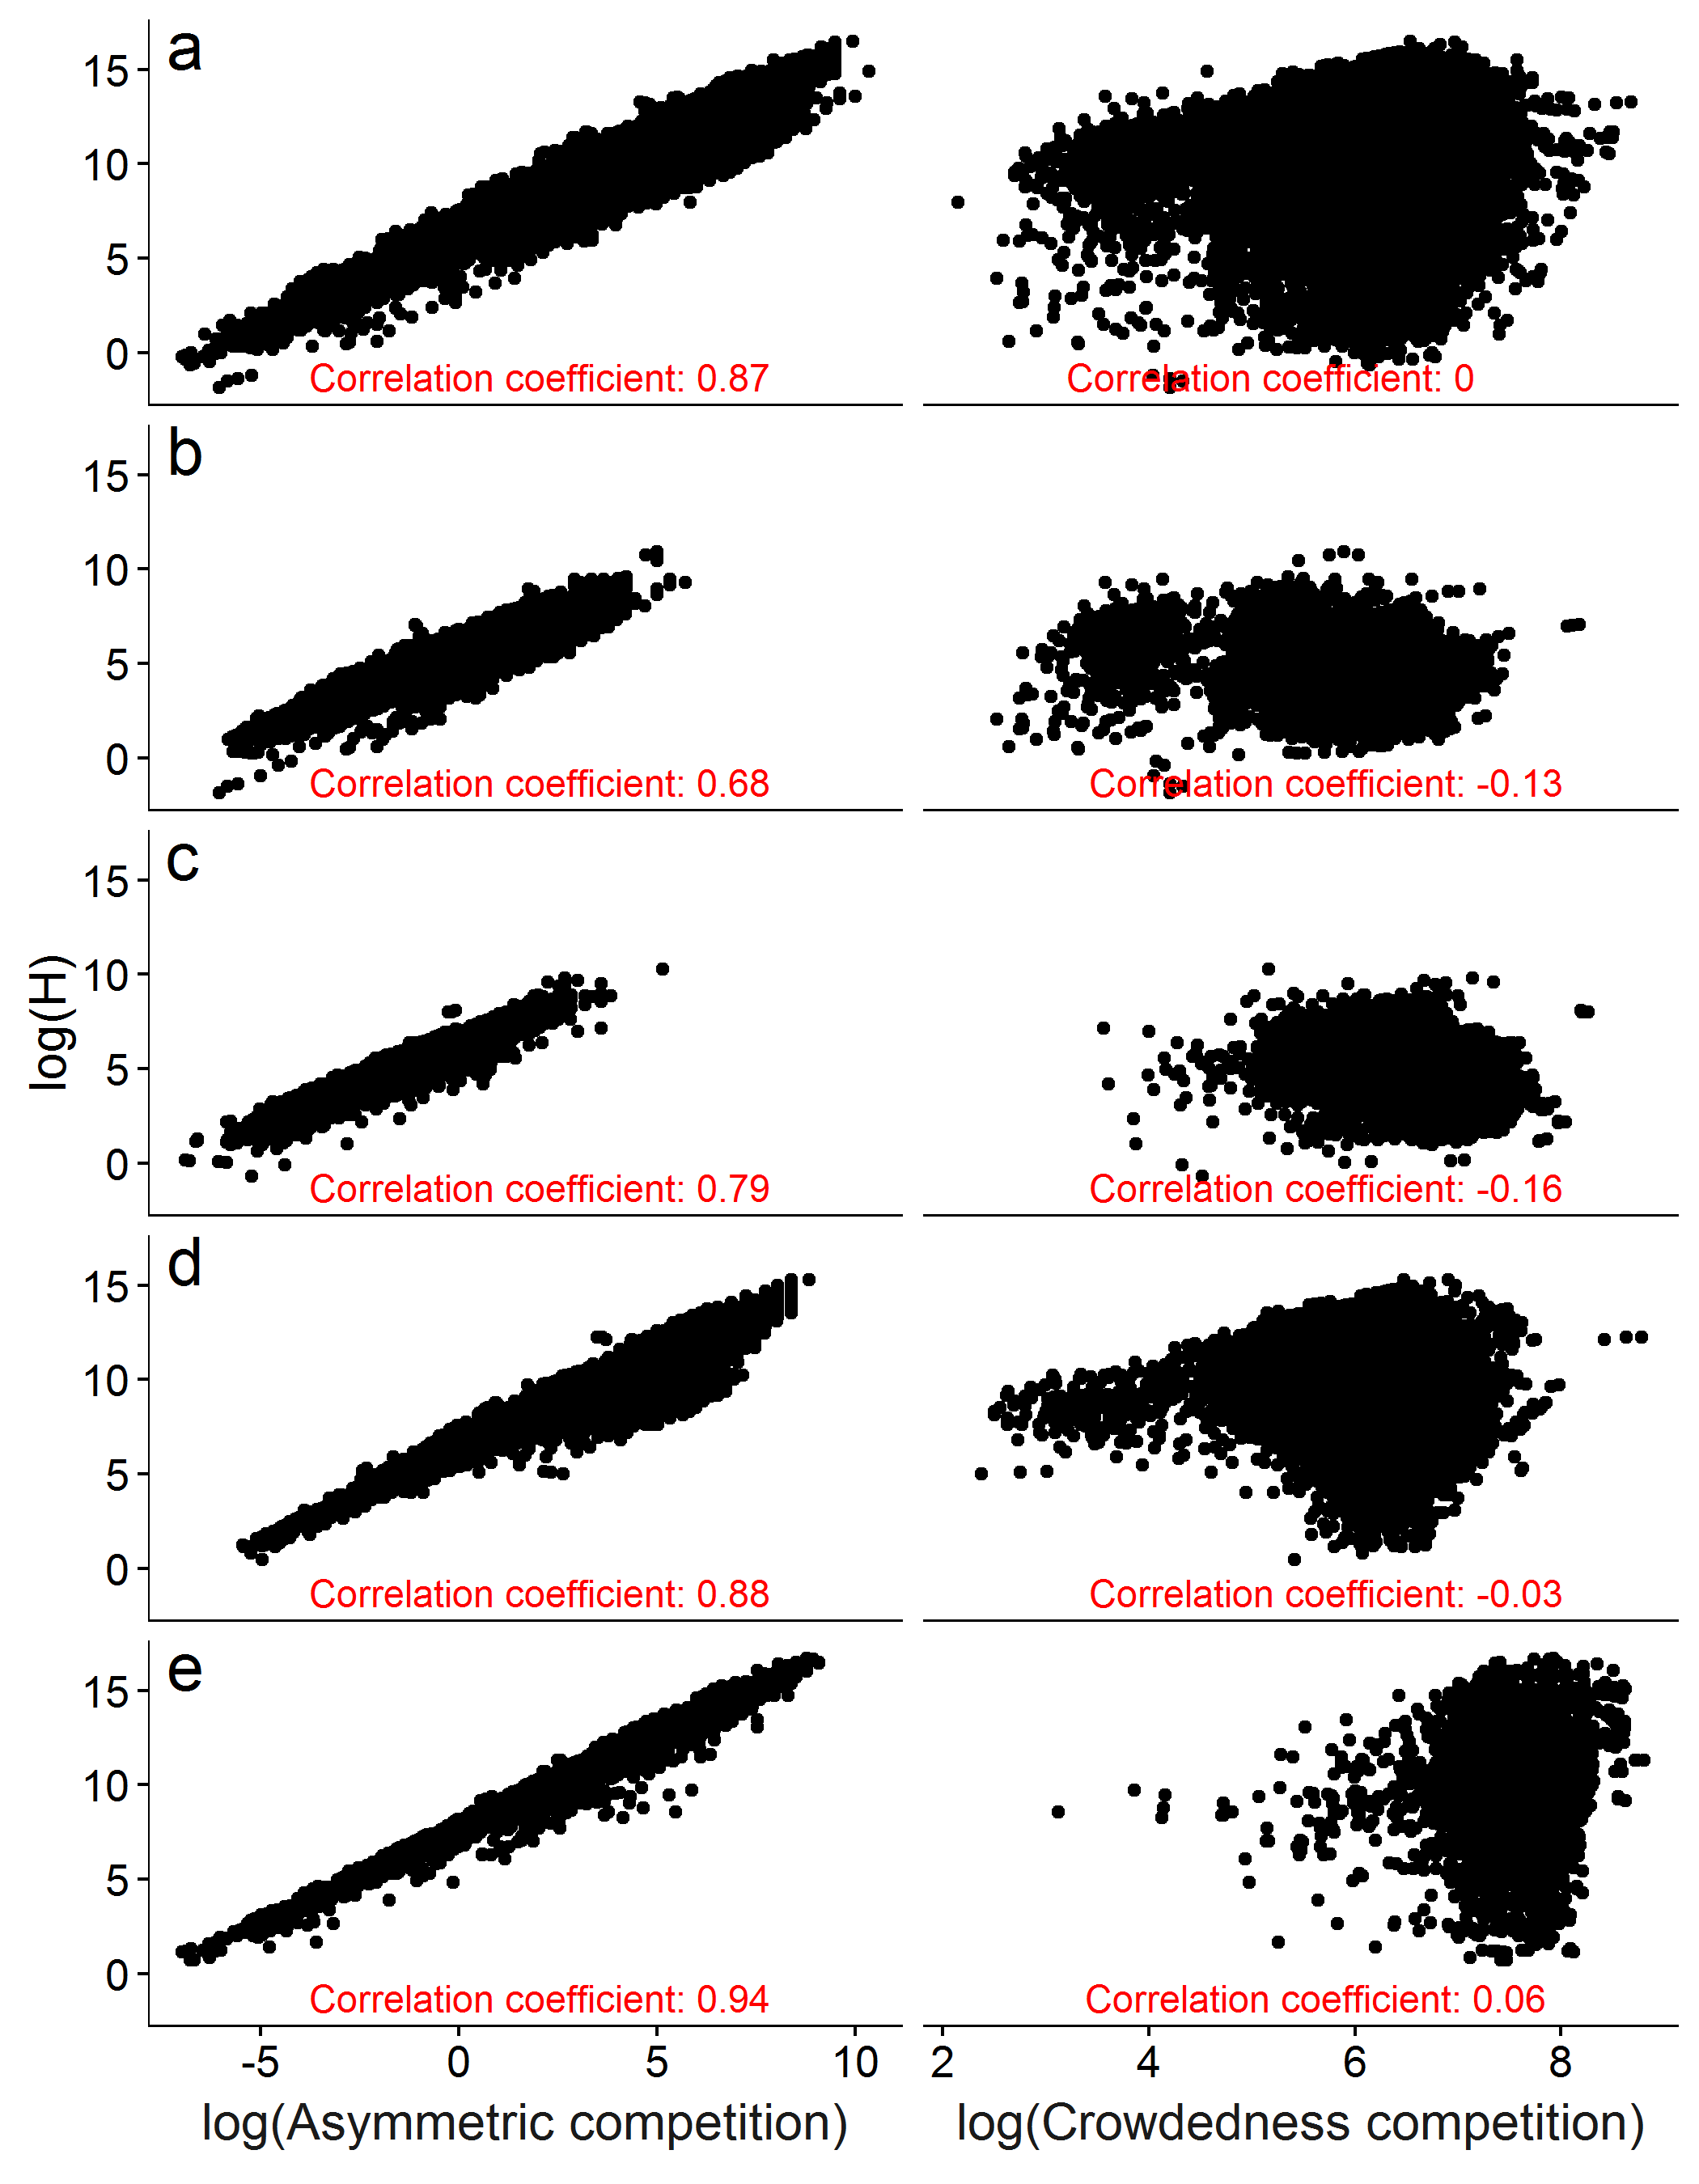 a
15
10
5
0
Correlation coefficient: 0.87
Correlation coefficient: 0
b
15
10
5
0
Correlation coefficient: 0.68
Correlation coefficient: -0.13
c
15
10
5
0
Correlation coefficient: 0.79
Correlation coefficient: -0.16
log(H)
d
15
10
5
0
Correlation coefficient: 0.88
Correlation coefficient: -0.03
e
15
10
5
0
Correlation coefficient: 0.94
Correlation coefficient: 0.06
-5 0 5 10
2 4 6 8
log(Asymmetric competition)
log(Crowdedness competition)